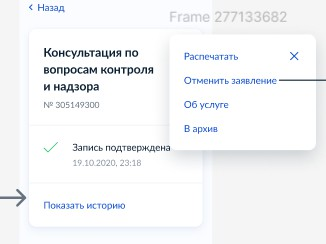 Назад
Frame 277133682
Консультация по
вопросам контроля
и надзора
№ 305149300
Запись подтверждена
19.10.2020, 23:18
Показать историю
Распечатать
Отменить заявление
Об услуге
В архив